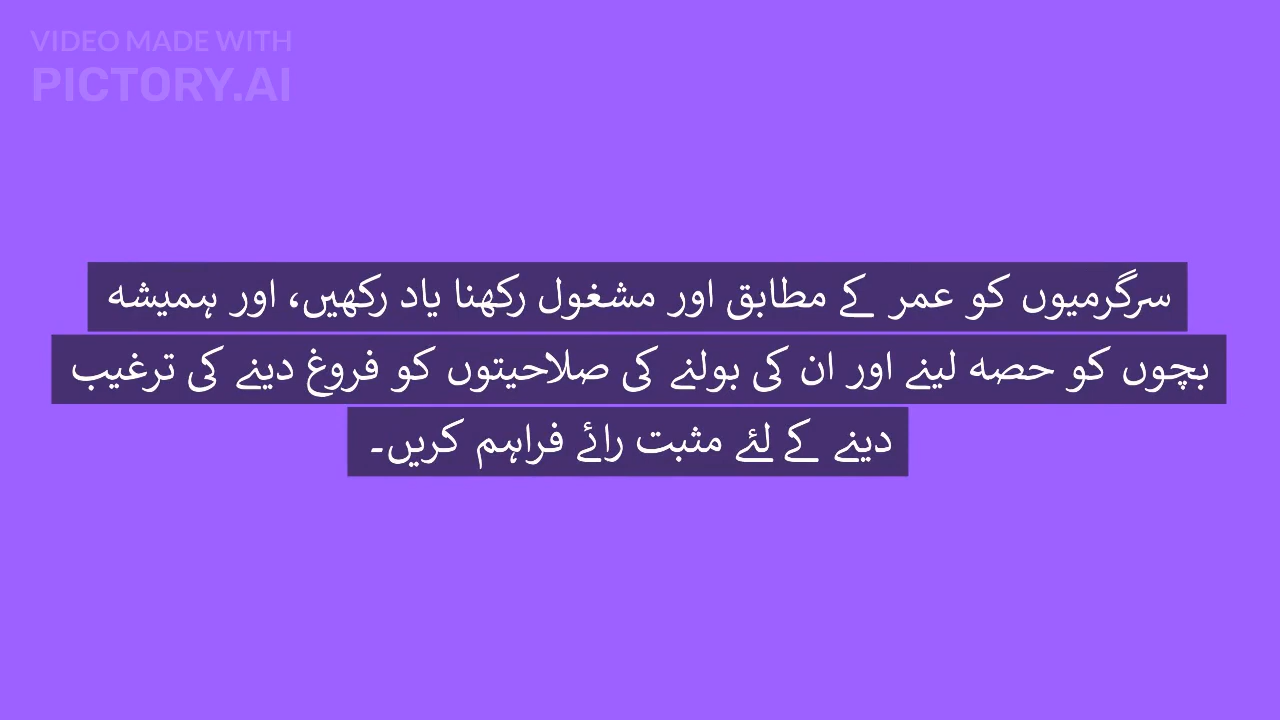 VIDEO MADE WITH
PICTORY.AI
سرگرمیوں کو عمر کے مطابق اور مشغول رکھنا یاد رکھیں، اور ہمیشہ
بچوں کو حصہ لینے اور ان کی بولنے کی صلاحیتوں کو فروغ دینے کی ترغیب
دینے کے لئے مثبت رائے فراہم کریں۔